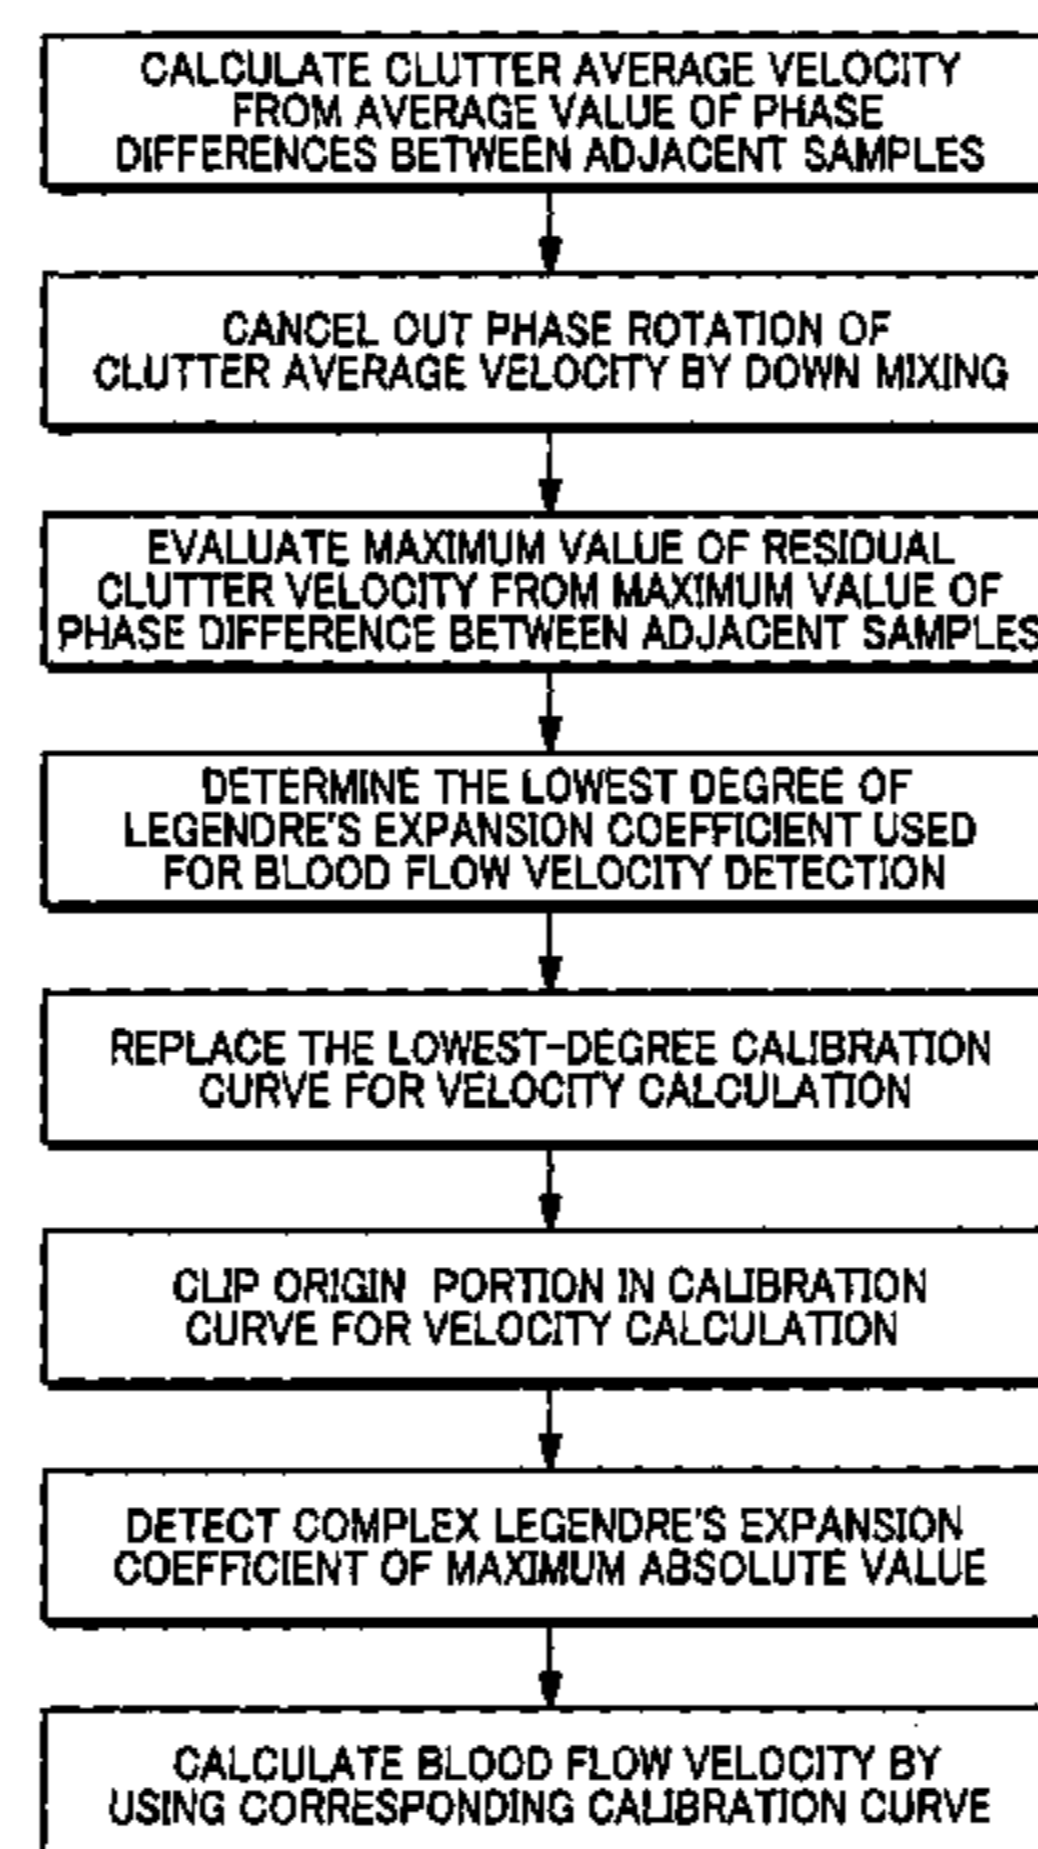 CALCULATE CLUTTER AVERAGE VELOCITY
FROM AVERAGE VALUE OF PHASE
DIFFERENCES BETWEEN ADJACENT SAMPLES
CANCEL OUT PHASE ROTATION OF
CLUTTER AVERAGE VELOCITY BY DOWN MIXING
EVALUATE MAXIMUM VALUE OF RESIDUAL
CLUTTER VELOCITY FROM MAXIMUM VALUE OF
PHASE DIFFERENCE BETWEEN ADJACENT SAMPLES
DETERMINE THE LOWEST DEGREE OF
LEGENDRE'S EXPANSION COEFFICIENT USED
FOR BLOOD FLOW VELOCITY DETECTION
REPLACE THE LOWEST-DEGREE CALIBRATION
CURVE FOR VELOCITY CALCULATION
CLIP ORIGIN PORTION IN CALIBRATION
CURVE FOR VELOCITY CALCULATION
DETECT COMPLEX LEGENDRE'S EXPANSION
COEFFICIENT OF MAXIMUM ABSOLUTE VALUE
CALCULATE BLOOD FLOW VELOCITY BY
USING CORRESPONDING CALIBRATION CURVE